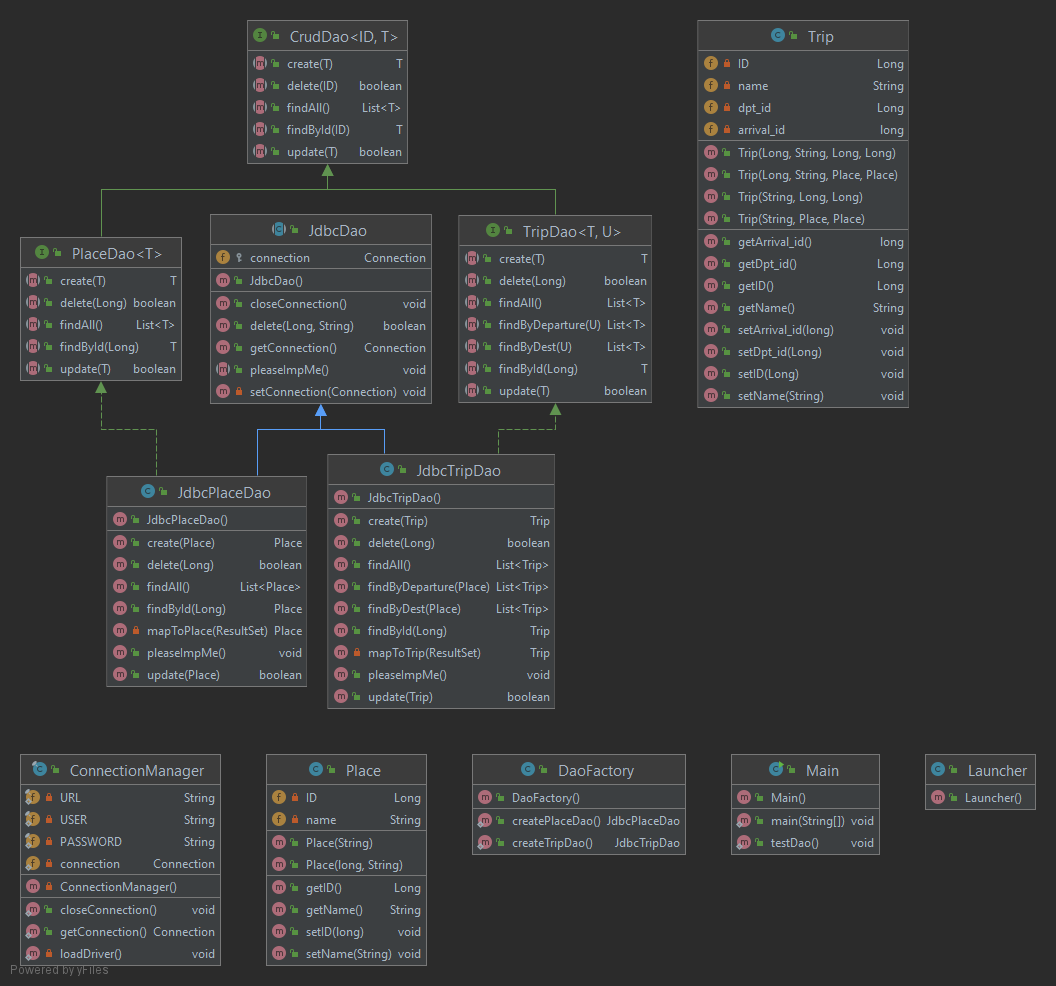 CrudDao<ID, T>
create(T) T
delete(ID) boolean
findAll() List<T>
findById(ID) T
update(T) boolean
Trip
ID Long
name String
dpt_id Long
arrival_id long
Trip(Long, String, Long, Long)
Trip(Long, String, Place, Place)
Trip(String, Long, Long)
Trip(String, Place, Place)
getArrival_id() long
getDpt_id() Long
getID() Long
getName() String
setArrival_id(long) void
setDpt_id(Long) void
setID(Long) void
setName(String) void
PlaceDao<T>
create(T) T
delete(Long) boolean
findAll() List<T>
findById(Long) T
update(T) boolean
JdbcDao
connection Connection
JdbcDao()
closeConnection() void
delete(Long, String) boolean
getConnection() Connection
pleaseImpMe() void
setConnection(Connection) void
TripDao<T, U>
create(T) T
delete(Long) boolean
findAll() List<T>
findByDeparture(U) List<T>
findByDest(U) List<T>
findById(Long) T
update(T) boolean
JdbcPlaceDao
JdbcPlaceDao()
create(Place) Place
delete(Long) boolean
findAll() List<Place>
findById(Long) Place
mapToPlace(ResultSet) Place
pleaseImpMe() void
update(Place) boolean
JdbcTripDao
JdbcTripDao()
create(Trip) Trip
delete(Long) boolean
findAll() List<Trip>
findByDeparture(Place) List<Trip>
findByDest(Place) List<Trip>
findById(Long) Trip
mapToTrip(ResultSet) Trip
pleaseImpMe() void
update(Trip) boolean
ConnectionManager
URL String
USER String
PASSWORD String
connection Connection
ConnectionManager()
closeConnection() void
getConnection() Connection
loadDriver() void
Place
ID Long
name String
Place(String)
Place(long, String)
getID() Long
getName() String
setID(long) void
setName(String) void
DaoFactory
DaoFactory()
createPlaceDao() JdbcPlaceDao
createTripDao() JdbcTripDao
Main
Main()
main(String[]) void
testDao() void
Launcher
Launcher()
Powered by yFiles